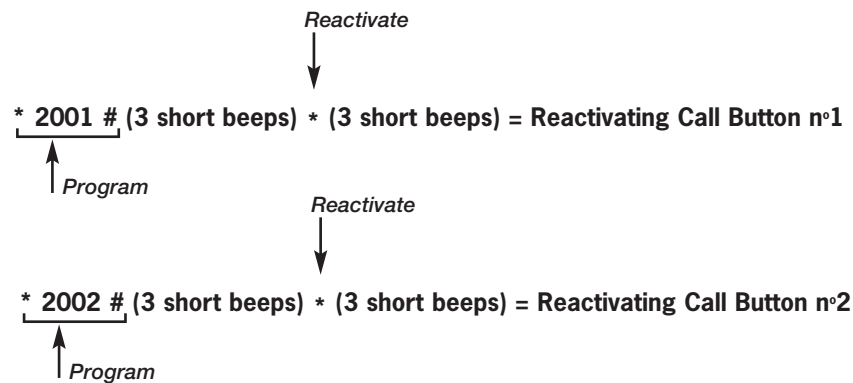 Reactivate
* 2001 # (3 short beeps) * (3 short beeps) = Reactivating Call Button nº1
Program
Reactivate
* 2002 # (3 short beeps) * (3 short beeps) = Reactivating Call Button nº2
Program